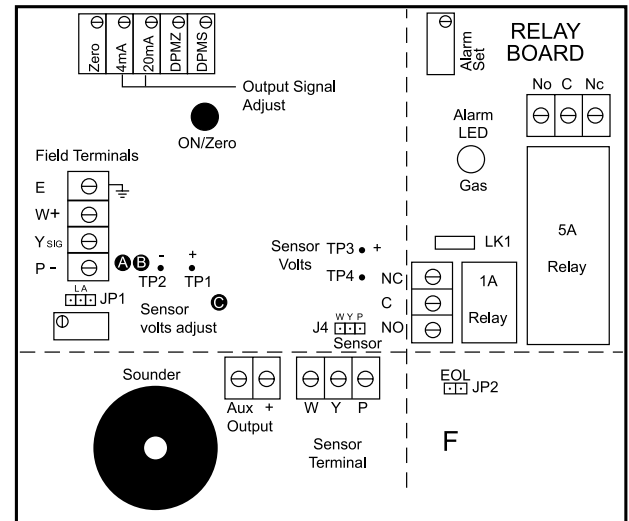 Zero
4mA
20mA
DPMZ
DPMS
Output Signal
Adjust
ON/Zero
Field Terminals
E
W+
Y SIG
P -
A B
- +
TP2 TP1
L A
JP1
Sensor
volts adjust
C
Sensor
Volts
TP3 +
TP4
W Y P
J4
Sensor
Alarm
Set
RELAY
BOARD
No C Nc
Alarm
LED
Gas
LK1
NC
C
NO
1A
Relay
5A
Relay
Sounder
Aux +
Output
W Y P
Sensor
Terminal
EOL
JP2
F